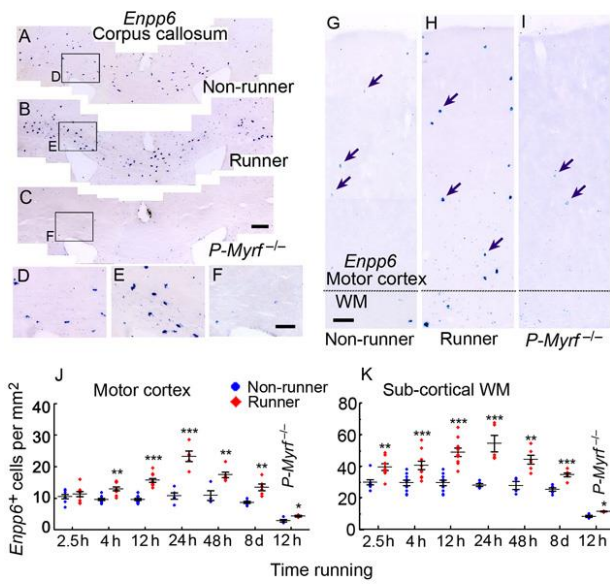 Enpp6
Corpus callosum
A
D
Non-runner
B
E
Runner
C
F
P-Myrf −/−
D
E
F
G
H
I
Enpp6
Motor cortex
WM
Non-runner
Runner
P-Myrf −/−
J
Motor cortex
Non-runner
Runner
K
Sub-cortical WM
Enpp6+ cells per mm2
40
30
20
10
0
**
***
***
**
**
*
P-Myrf −/−
2.5h
4h
12h
24h
48h
8d
12h
80
60
40
20
0
**
***
***
***
**
***
*
P-Myrf −/−
2.5h
4h
12h
24h
48h
8d
12h
Time running